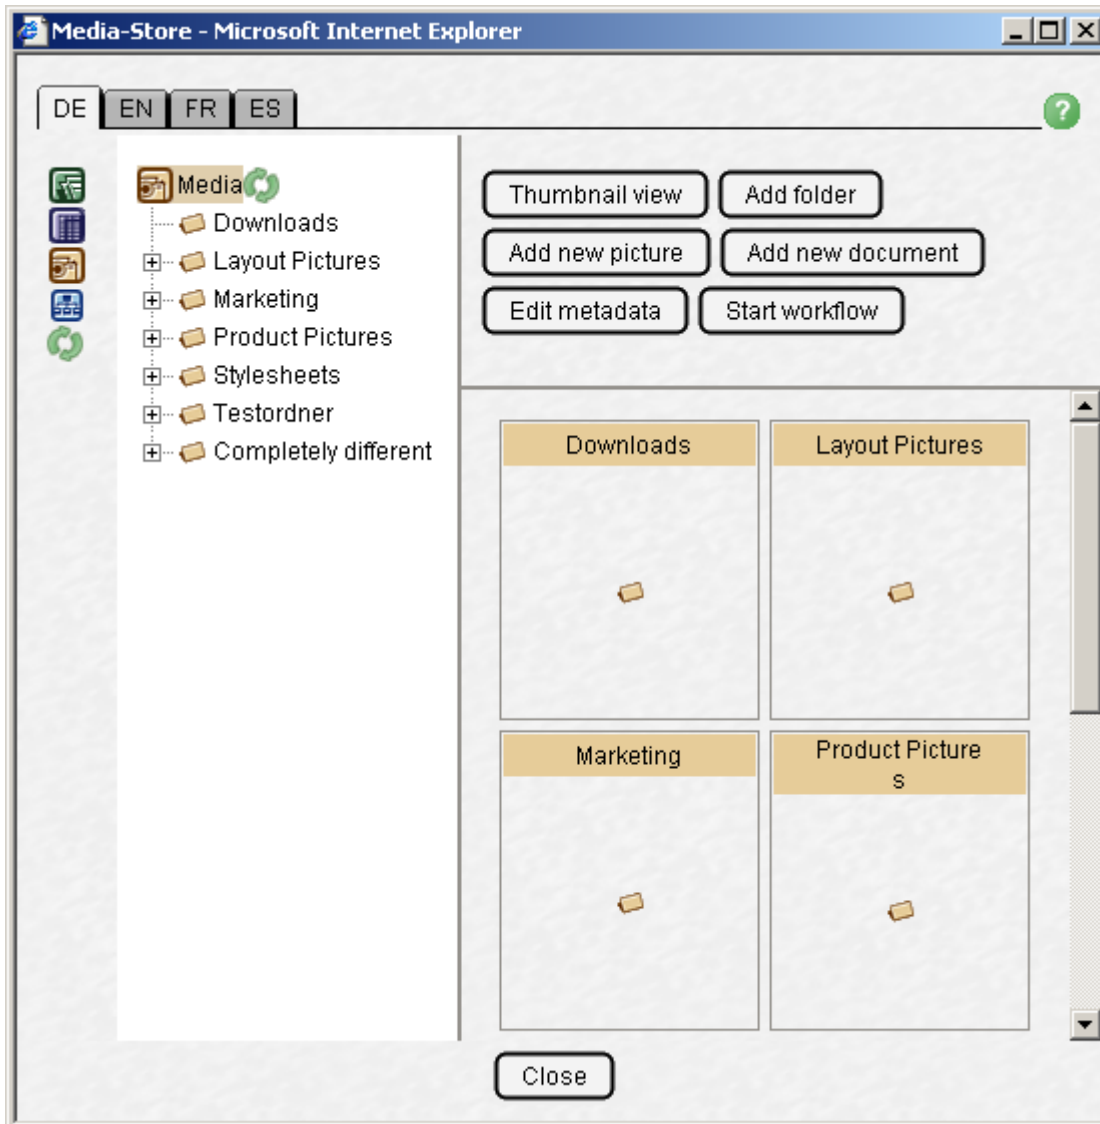 Media-Store - Microsoft Internet Explorer
DE EN FR ES
?
Media
Downloads
Layout Pictures
Marketing
Product Pictures
Stylesheets
Testordner
Completely different
Thumbnail view Add folder
Add new picture Add new document
Edit metadata Start workflow
Downloads Layout Pictures
Marketing Product Picture
s
Close